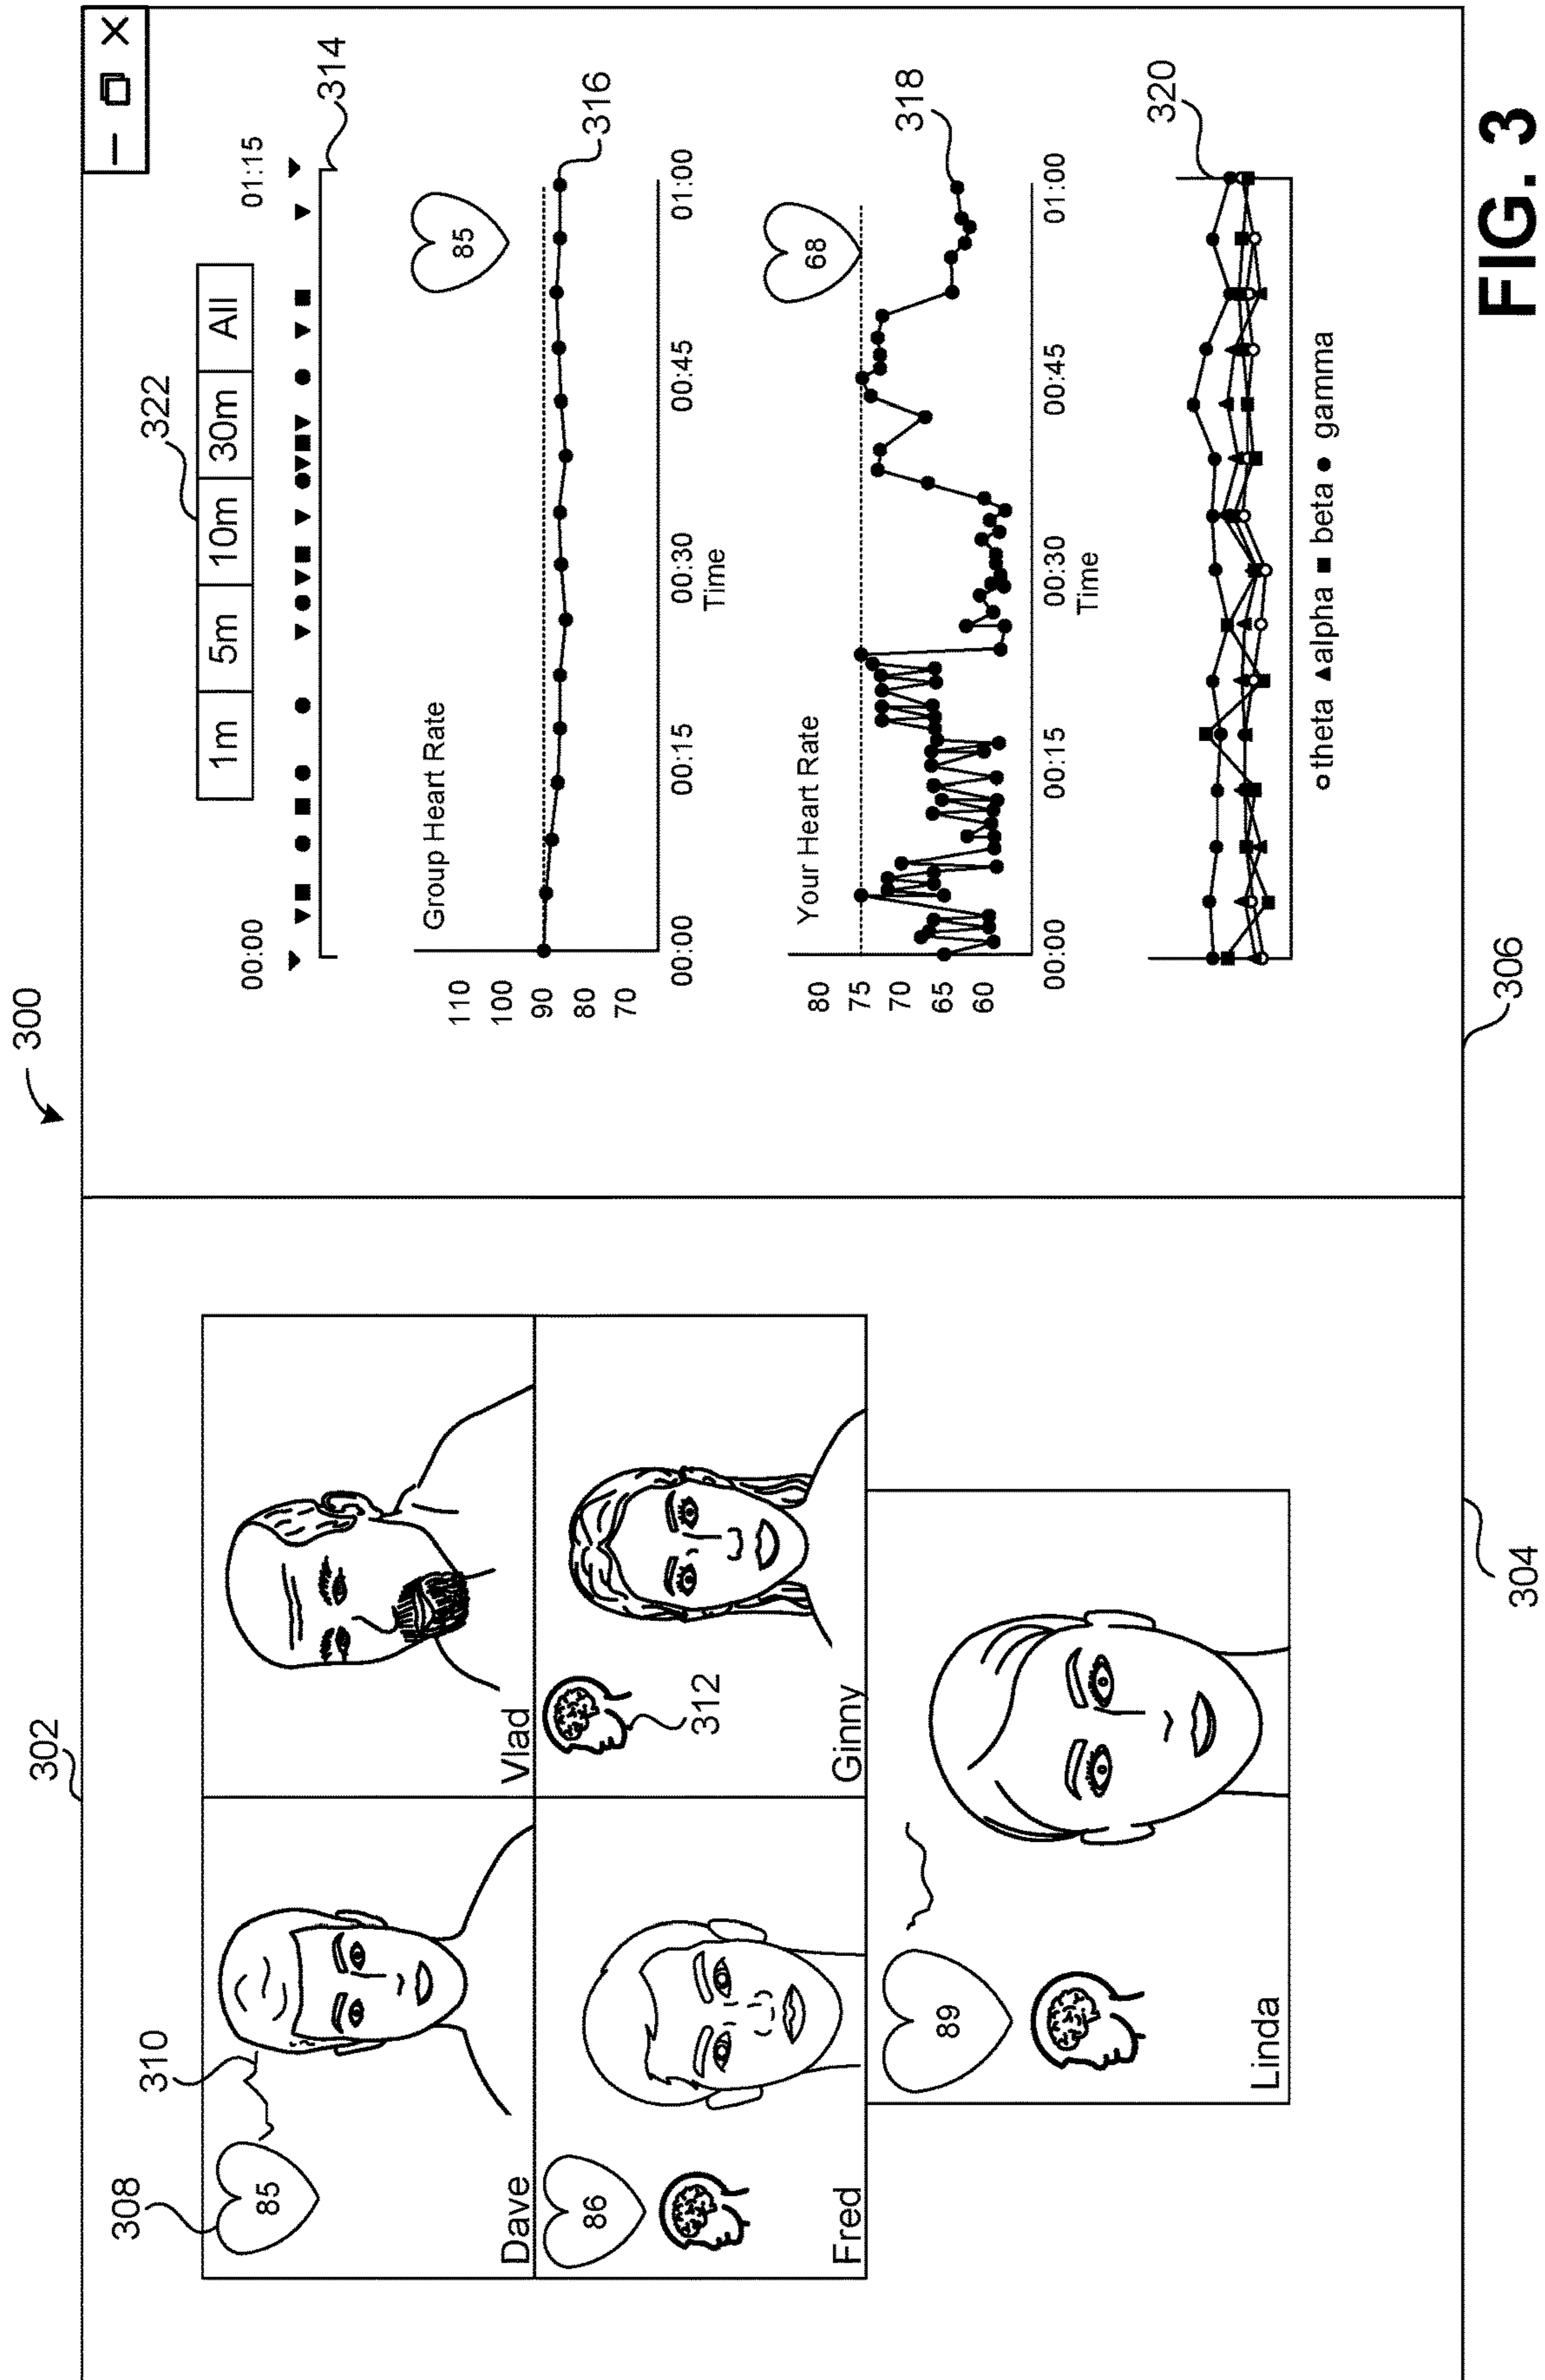 300
302
308
310
85
Dave
Vlad
86
Fred
312
Ginny
89
Linda
304
322
1m 5m 10m 30m All
00:00 01:15
314
Group Heart Rate
85
110
100
90
80
70
316
00:00 00:15 00:30 00:45 01:00
Time
Your Heart Rate
68
80
75
70
65
60
318
00:00 00:15 00:30 00:45 01:00
Time
320
theta alpha beta gamma
306
FIG. 3